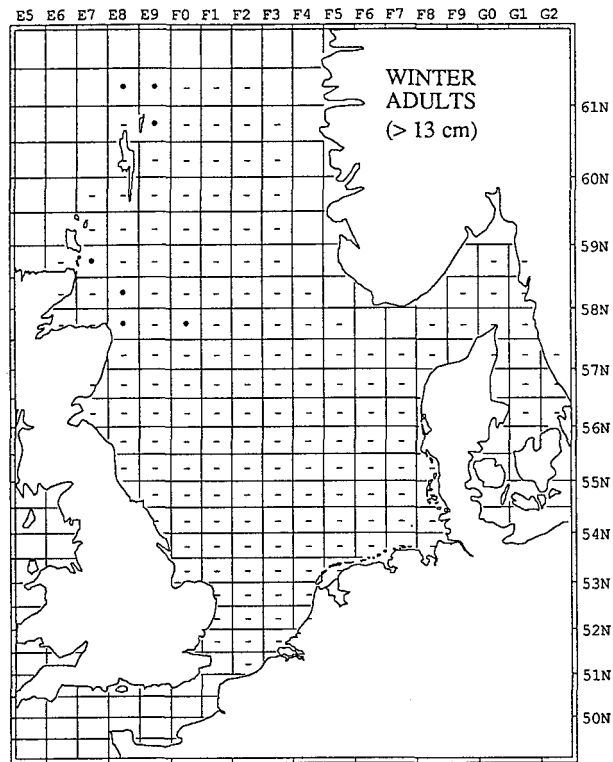 E5 E6 E7 E8 E9 F0 F1 F2 F3 F4 F5 F6 F7 F8 F9 G0 G1 G2
WINTER
ADULTS
(> 13 cm)
61N
60N
59N
58N
57N
56N
55N
54N
53N
52N
51N
50N